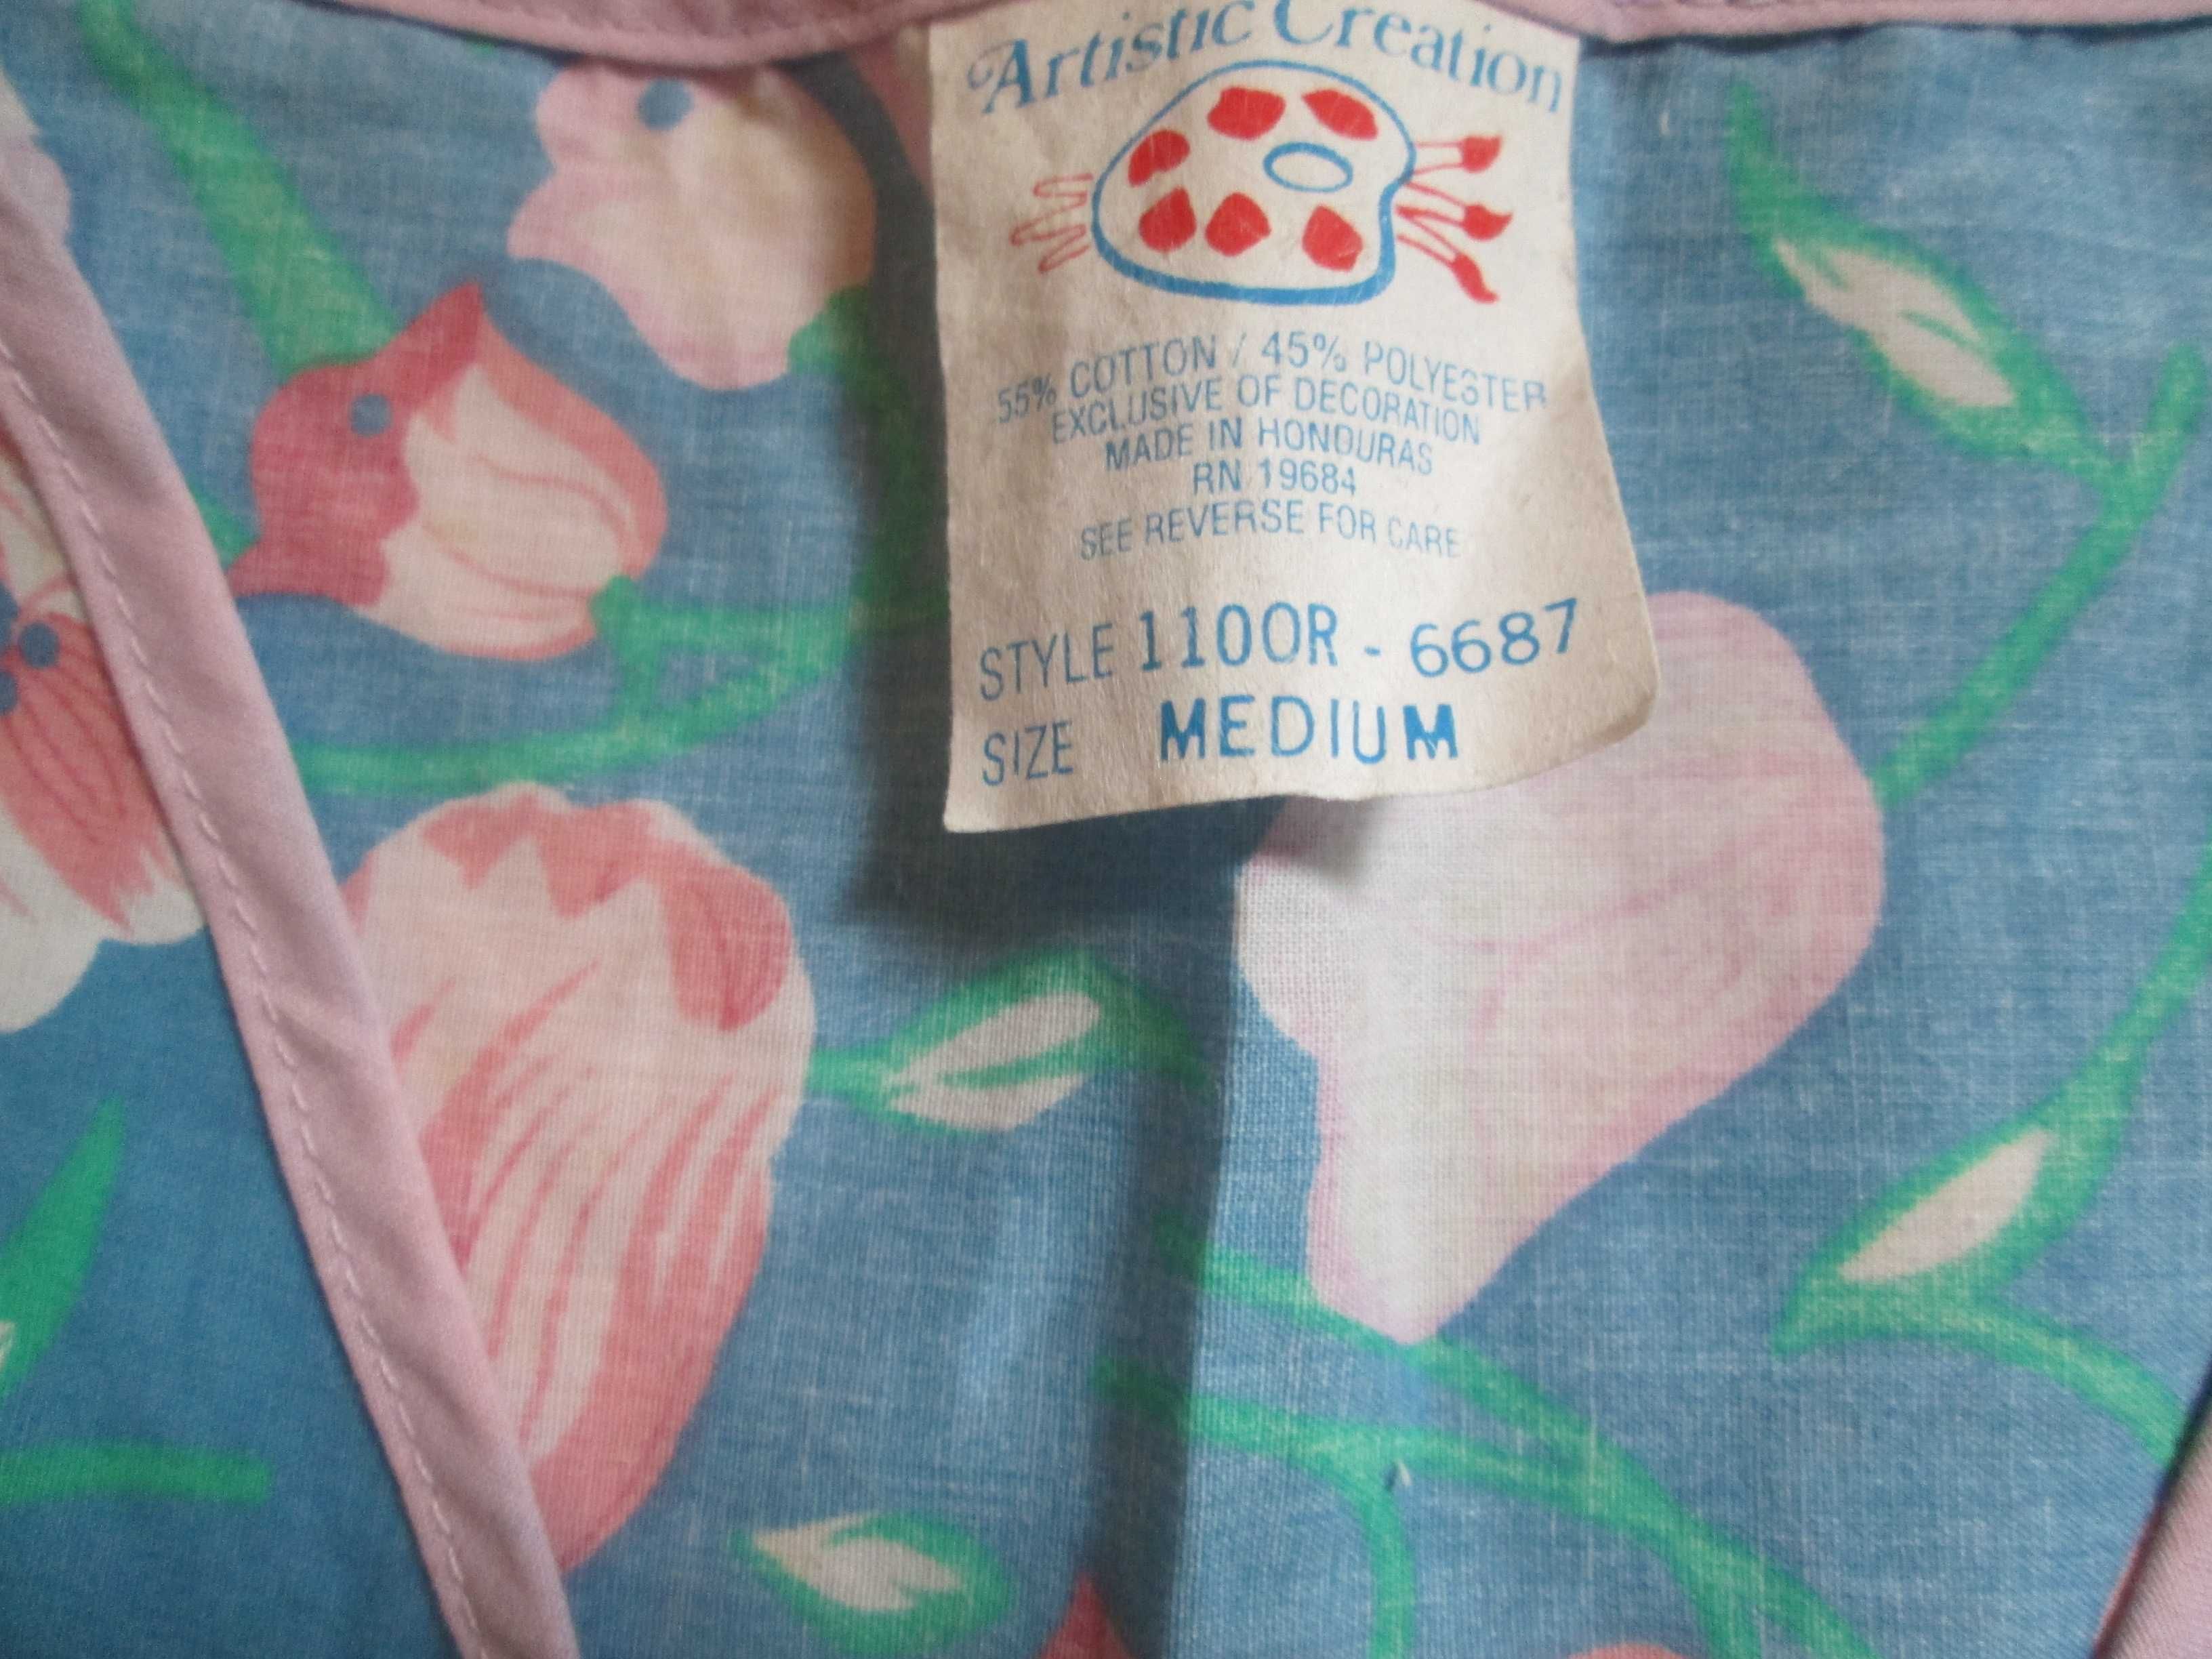 Artistic Creation
55% COTTON / 45% POLYESTER
EXCLUSIVE OF DECORATION
MADE IN HONDURAS
RN 19684
SEE REVERSE FOR CARE
STYLE 1100R - 6687
SIZE MEDIUM